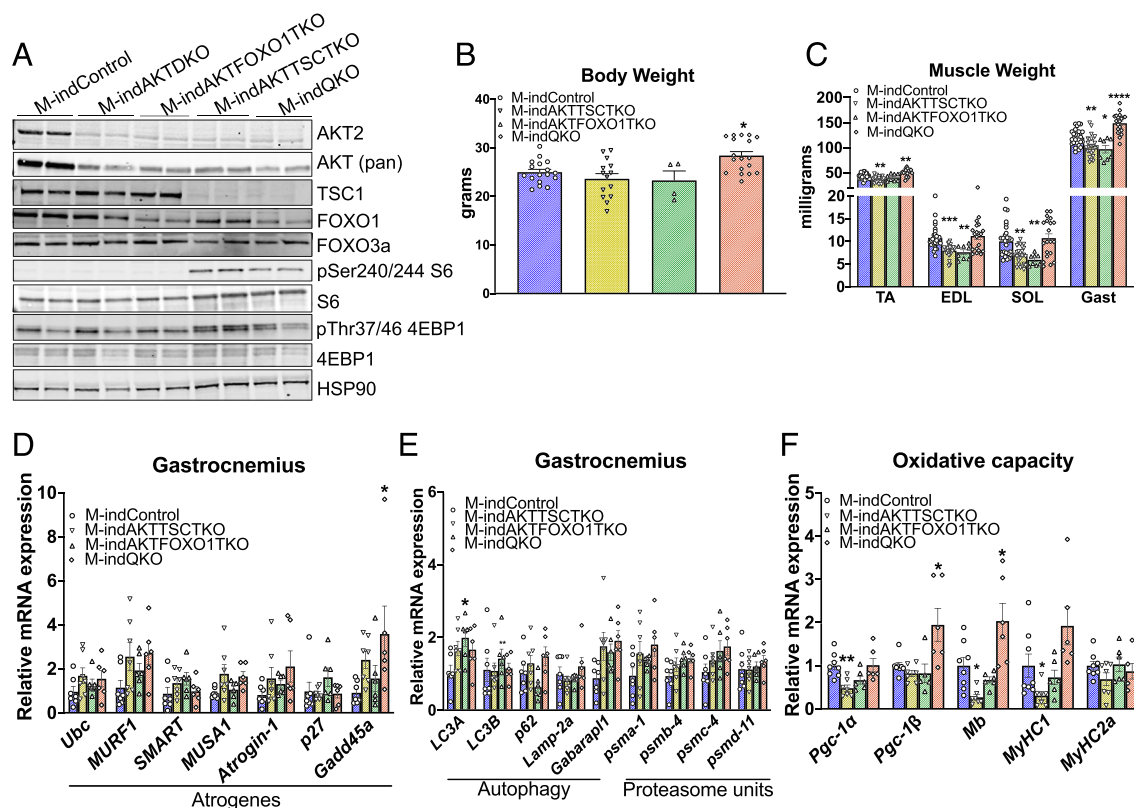 A
M-indControl
M-indAKTDKO
M-indAKTFOXO1TKO
M-indAKTTSCTKO
M-indQKO
AKT2
AKT (pan)
TSC1
FOXO1
FOXO3a
pSer240/244 S6
S6
pThr37/46 4EBP1
4EBP1
HSP90
B
Body Weight
M-indControl
M-indAKTTSCTKO
M-indAKTFOXO1TKO
M-indQKO
*
grams
40
30
20
10
0
C
Muscle Weight
M-indControl
M-indAKTTSCTKO
M-indAKTFOXO1TKO
M-indQKO
milligrams
200
150
100
50
20
15
10
5
0
** ** *** ** ** ** ** * ****
TA EDL SOL Gast
D
Gastrocnemius
M-indControl
M-indAKTTSCTKO
M-indAKTFOXO1TKO
M-indQKO
*
Relative mRNA expression
10
8
6
4
2
0
Ubc MURF1 SMART MUSA1 Atrogin-1 p27 Gadd45a
Atrogenes
E
Gastrocnemius
M-indControl
M-indAKTTSCTKO
M-indAKTFOXO1TKO
M-indQKO
* **
Relative mRNA expression
6
4
2
0
LC3A LC3B p62 Lamp-2a Gabarapl1 psma-1 psmb-4 psmc-4 psmd-11
Autophagy Proteasome units
F
Oxidative capacity
M-indControl
M-indAKTTSCTKO
M-indAKTFOXO1TKO
M-indQKO
** * * * *
Relative mRNA expression
5
4
3
2
1
0
Pgc-1α Pgc-1β Mb MyHC1 MyHC2a